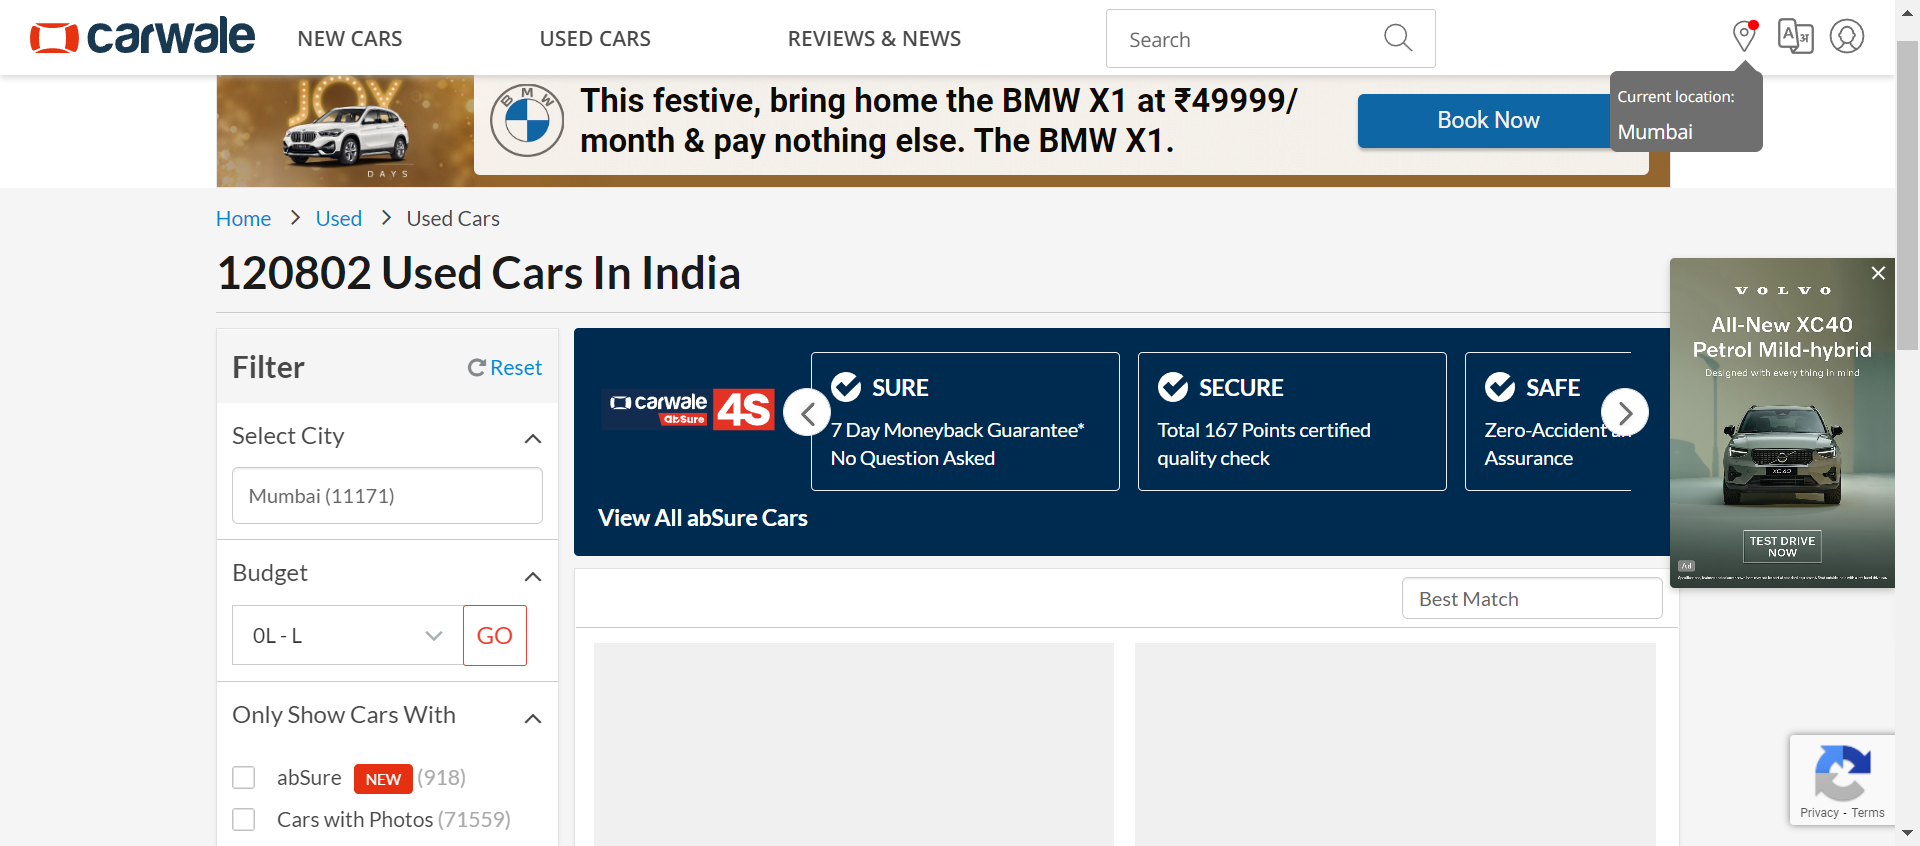 carwale
NEW CARS
USED CARS
REVIEWS & NEWS
Search
A अ
Current location:
Mumbai
JOY
DAYS
BMW
This festive, bring home the BMW X1 at ₹49999/
month & pay nothing else. The BMW X1.
Book Now
Home > Used > Used Cars
120802 Used Cars In India
Filter
Reset
Select City
Mumbai (11171)
Budget
0L - L
GO
Only Show Cars With
abSure NEW (918)
Cars with Photos (71559)
carwale
abSure
4S
SURE
7 Day Moneyback Guarantee*
No Question Asked
SECURE
Total 167 Points certified
quality check
SAFE
Zero-Accident
Assurance
View All abSure Cars
Best Match
VOLVO
All-New XC40
Petrol Mild-hybrid
Designed with every thing in mind
XC40
TEST DRIVE
NOW
Ad
Privacy - Terms